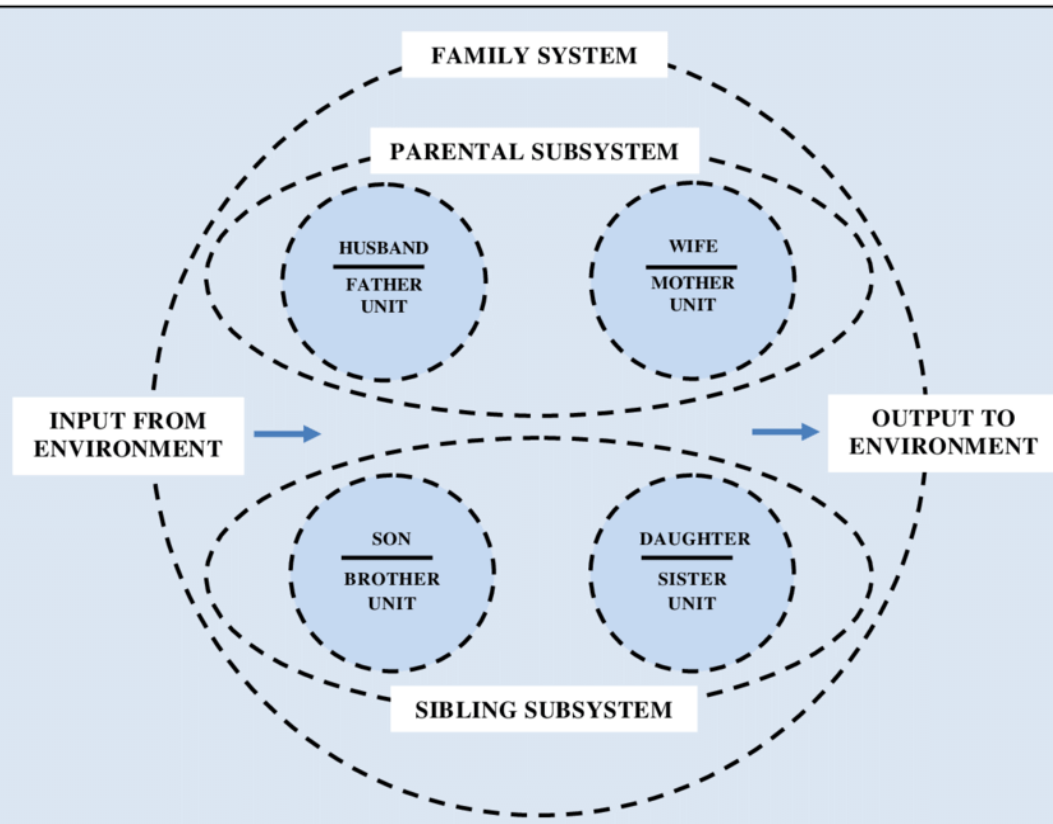 FAMILY SYSTEM
PARENTAL SUBSYSTEM
HUSBAND
FATHER
UNIT
WIFE
MOTHER
UNIT
INPUT FROM
ENVIRONMENT
OUTPUT TO
ENVIRONMENT
SON
BROTHER
UNIT
DAUGHTER
SISTER
UNIT
SIBLING SUBSYSTEM